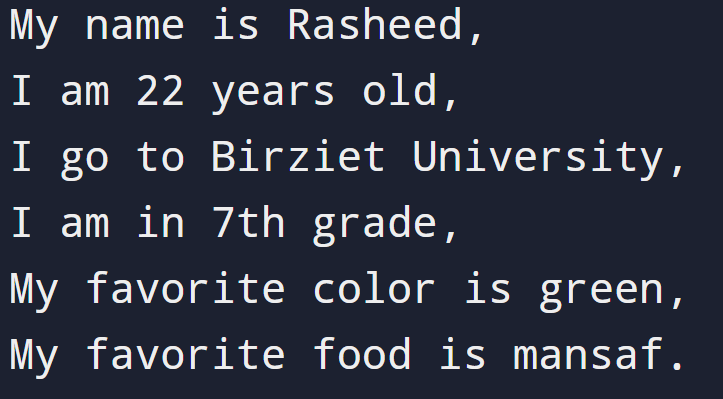 My name is Rasheed,
I am 22 years old,
I go to Birziet University,
I am in 7th grade,
My favorite color is green,
My favorite food is mansaf.